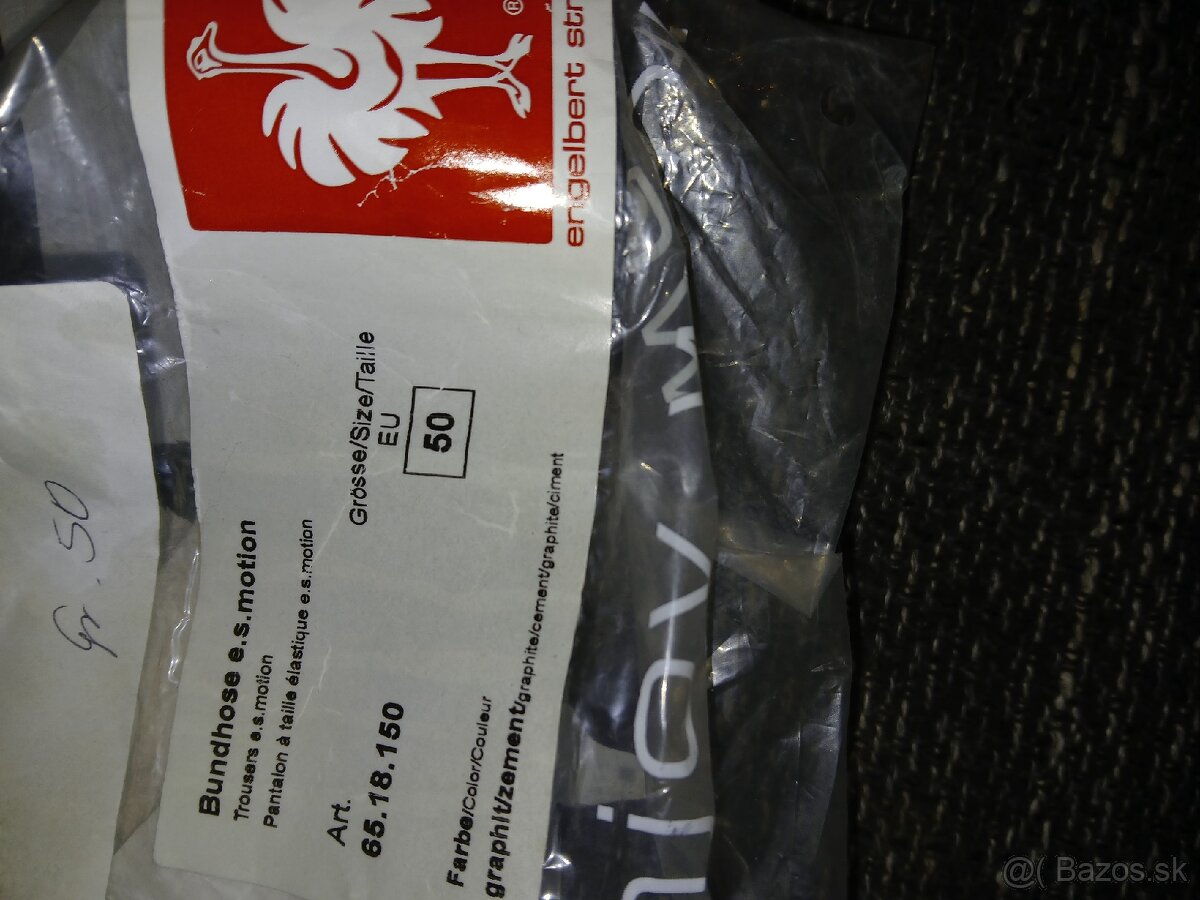 ®
engelbert str
Bundhose e.s.motion
Trousers e.s.motion
Pantalon à taille élastique e.s.motion
Grösse/Size/Taille
EU
50
Art.
65.18.150
Farbe/Color/Couleur
graphit/zement/graphite/cement/graphite/ciment
Gr. 50
@( Bazos.sk